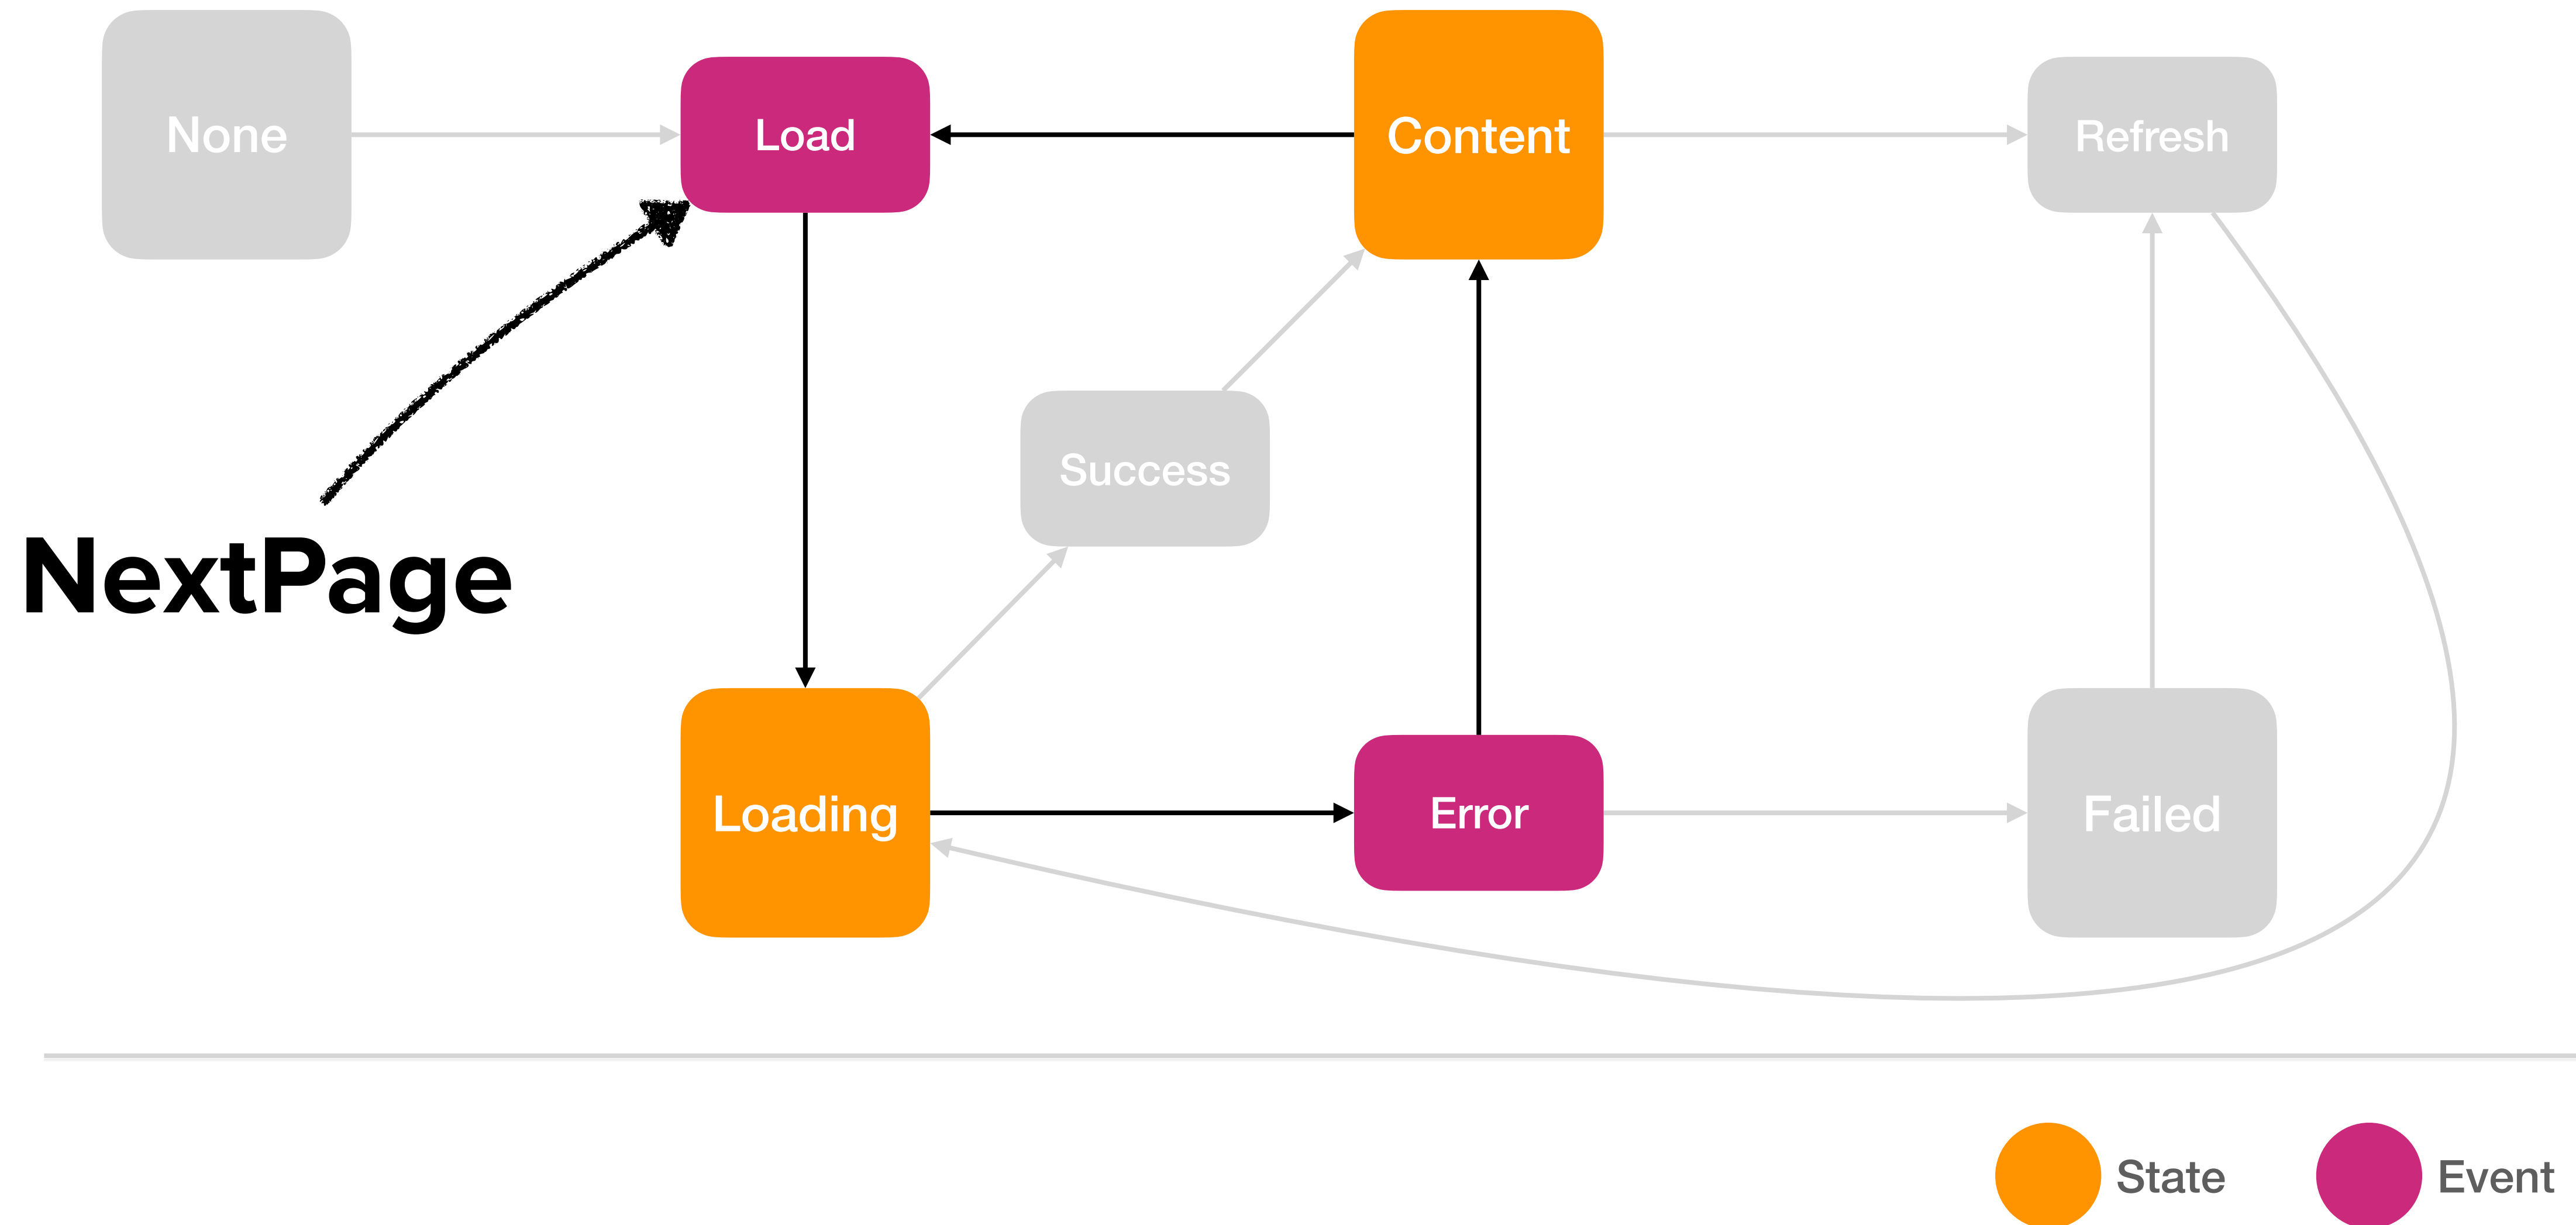 None
Load
Content
Refresh
Success
NextPage
Loading
Error
Failed
State
Event